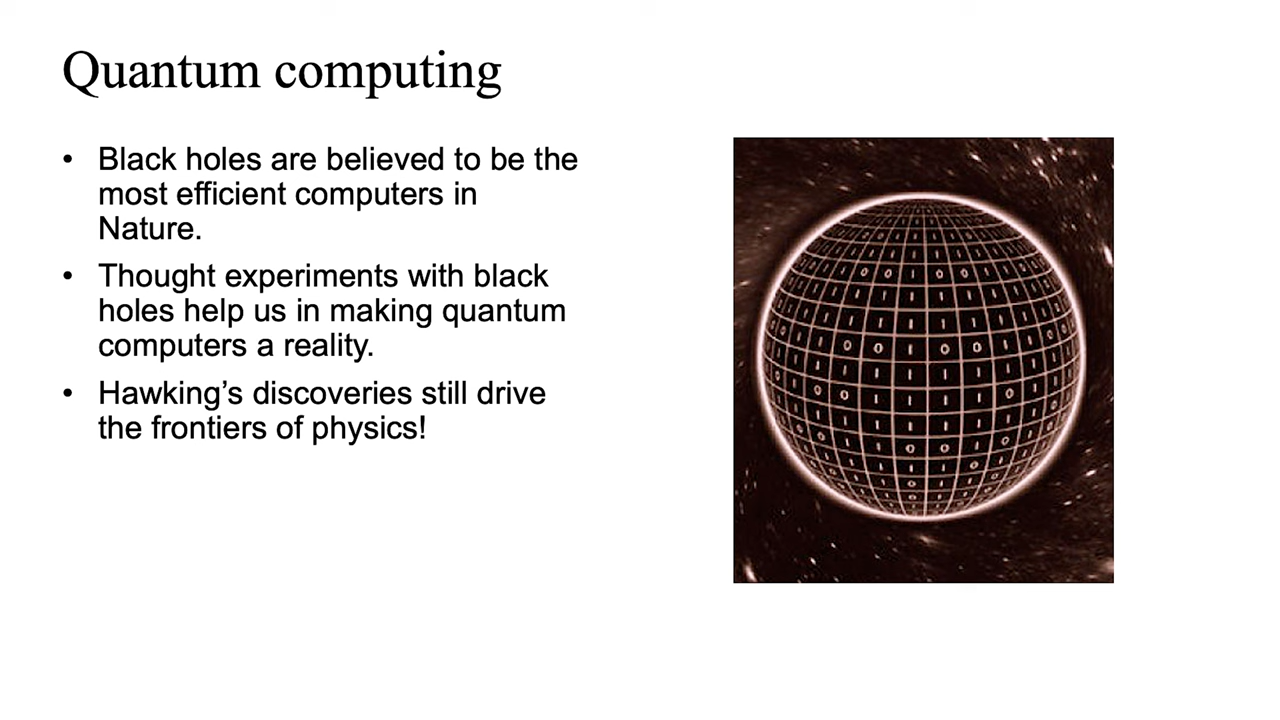 Quantum computing
• Black holes are believed to be the
most efficient computers in
Nature.
• Thought experiments with black
holes help us in making quantum
computers a reality.
• Hawking’s discoveries still drive
the frontiers of physics!